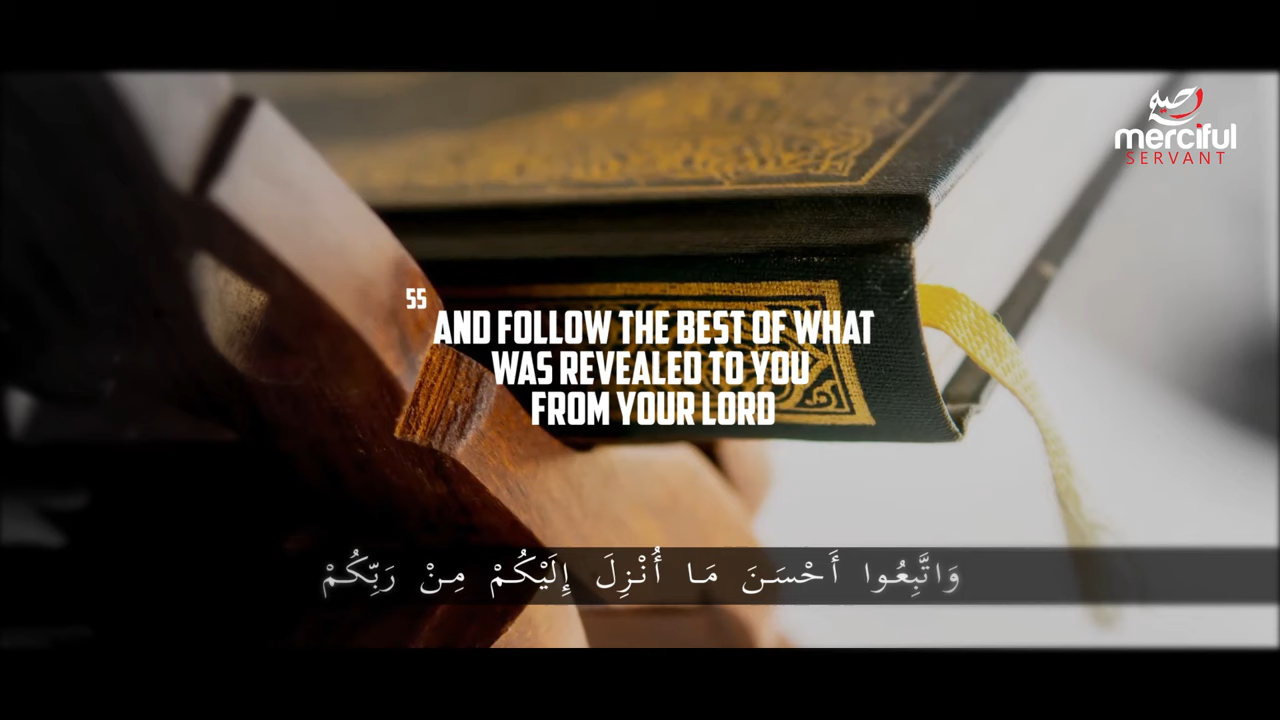 merciful
SERVANT
55
AND FOLLOW THE BEST OF WHAT
WAS REVEALED TO YOU
FROM YOUR LORD
وَاتَّبِعُوا أَحْسَنَ مَا أُنْزِلَ إِلَيْكُمْ مِنْ رَبِّكُمْ